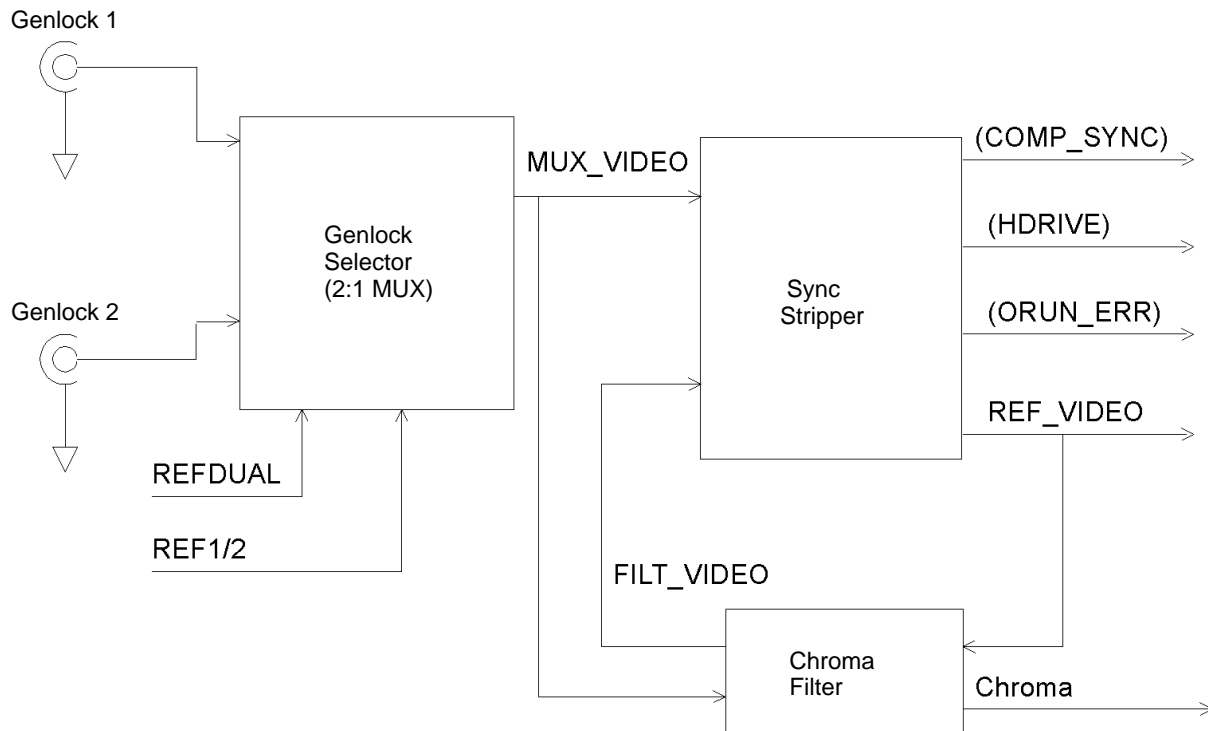 Genlock 1
Genlock 2
Genlock
Selector
(2:1 MUX)
REFDUAL
REF1/2
MUX_VIDEO
Sync
Stripper
(COMP_SYNC)
(HDRIVE)
(ORUN_ERR)
REF_VIDEO
FILT_VIDEO
Chroma
Filter
Chroma